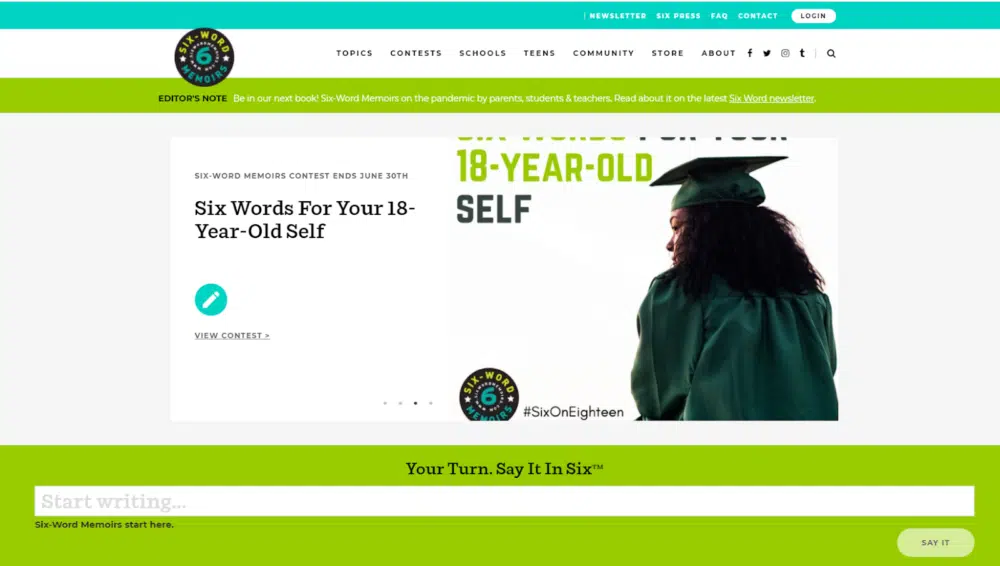 NEWSLETTER SIX PRESS FAQ CONTACT LOGIN
SIX-WORD
6
MEMOIRS
TOPICS CONTESTS SCHOOLS TEENS COMMUNITY STORE ABOUT
EDITOR'S NOTE Be in our next book! Six-Word Memoirs on the pandemic by parents, students & teachers, Read about it on the latest Six Word newsletter.
SIX-WORD MEMOIRS CONTEST ENDS JUNE 30TH
Six Words For Your 18-
Year-Old Self
VIEW CONTEST >
SIX WORDS FOR YOUR
18-YEAR-OLD
SELF
SIX-WORD
6
MEMOIRS
#SixOnEighteen
Your Turn. Say It In Six™
Start writing...
Six-Word Memoirs start here.
SAY IT